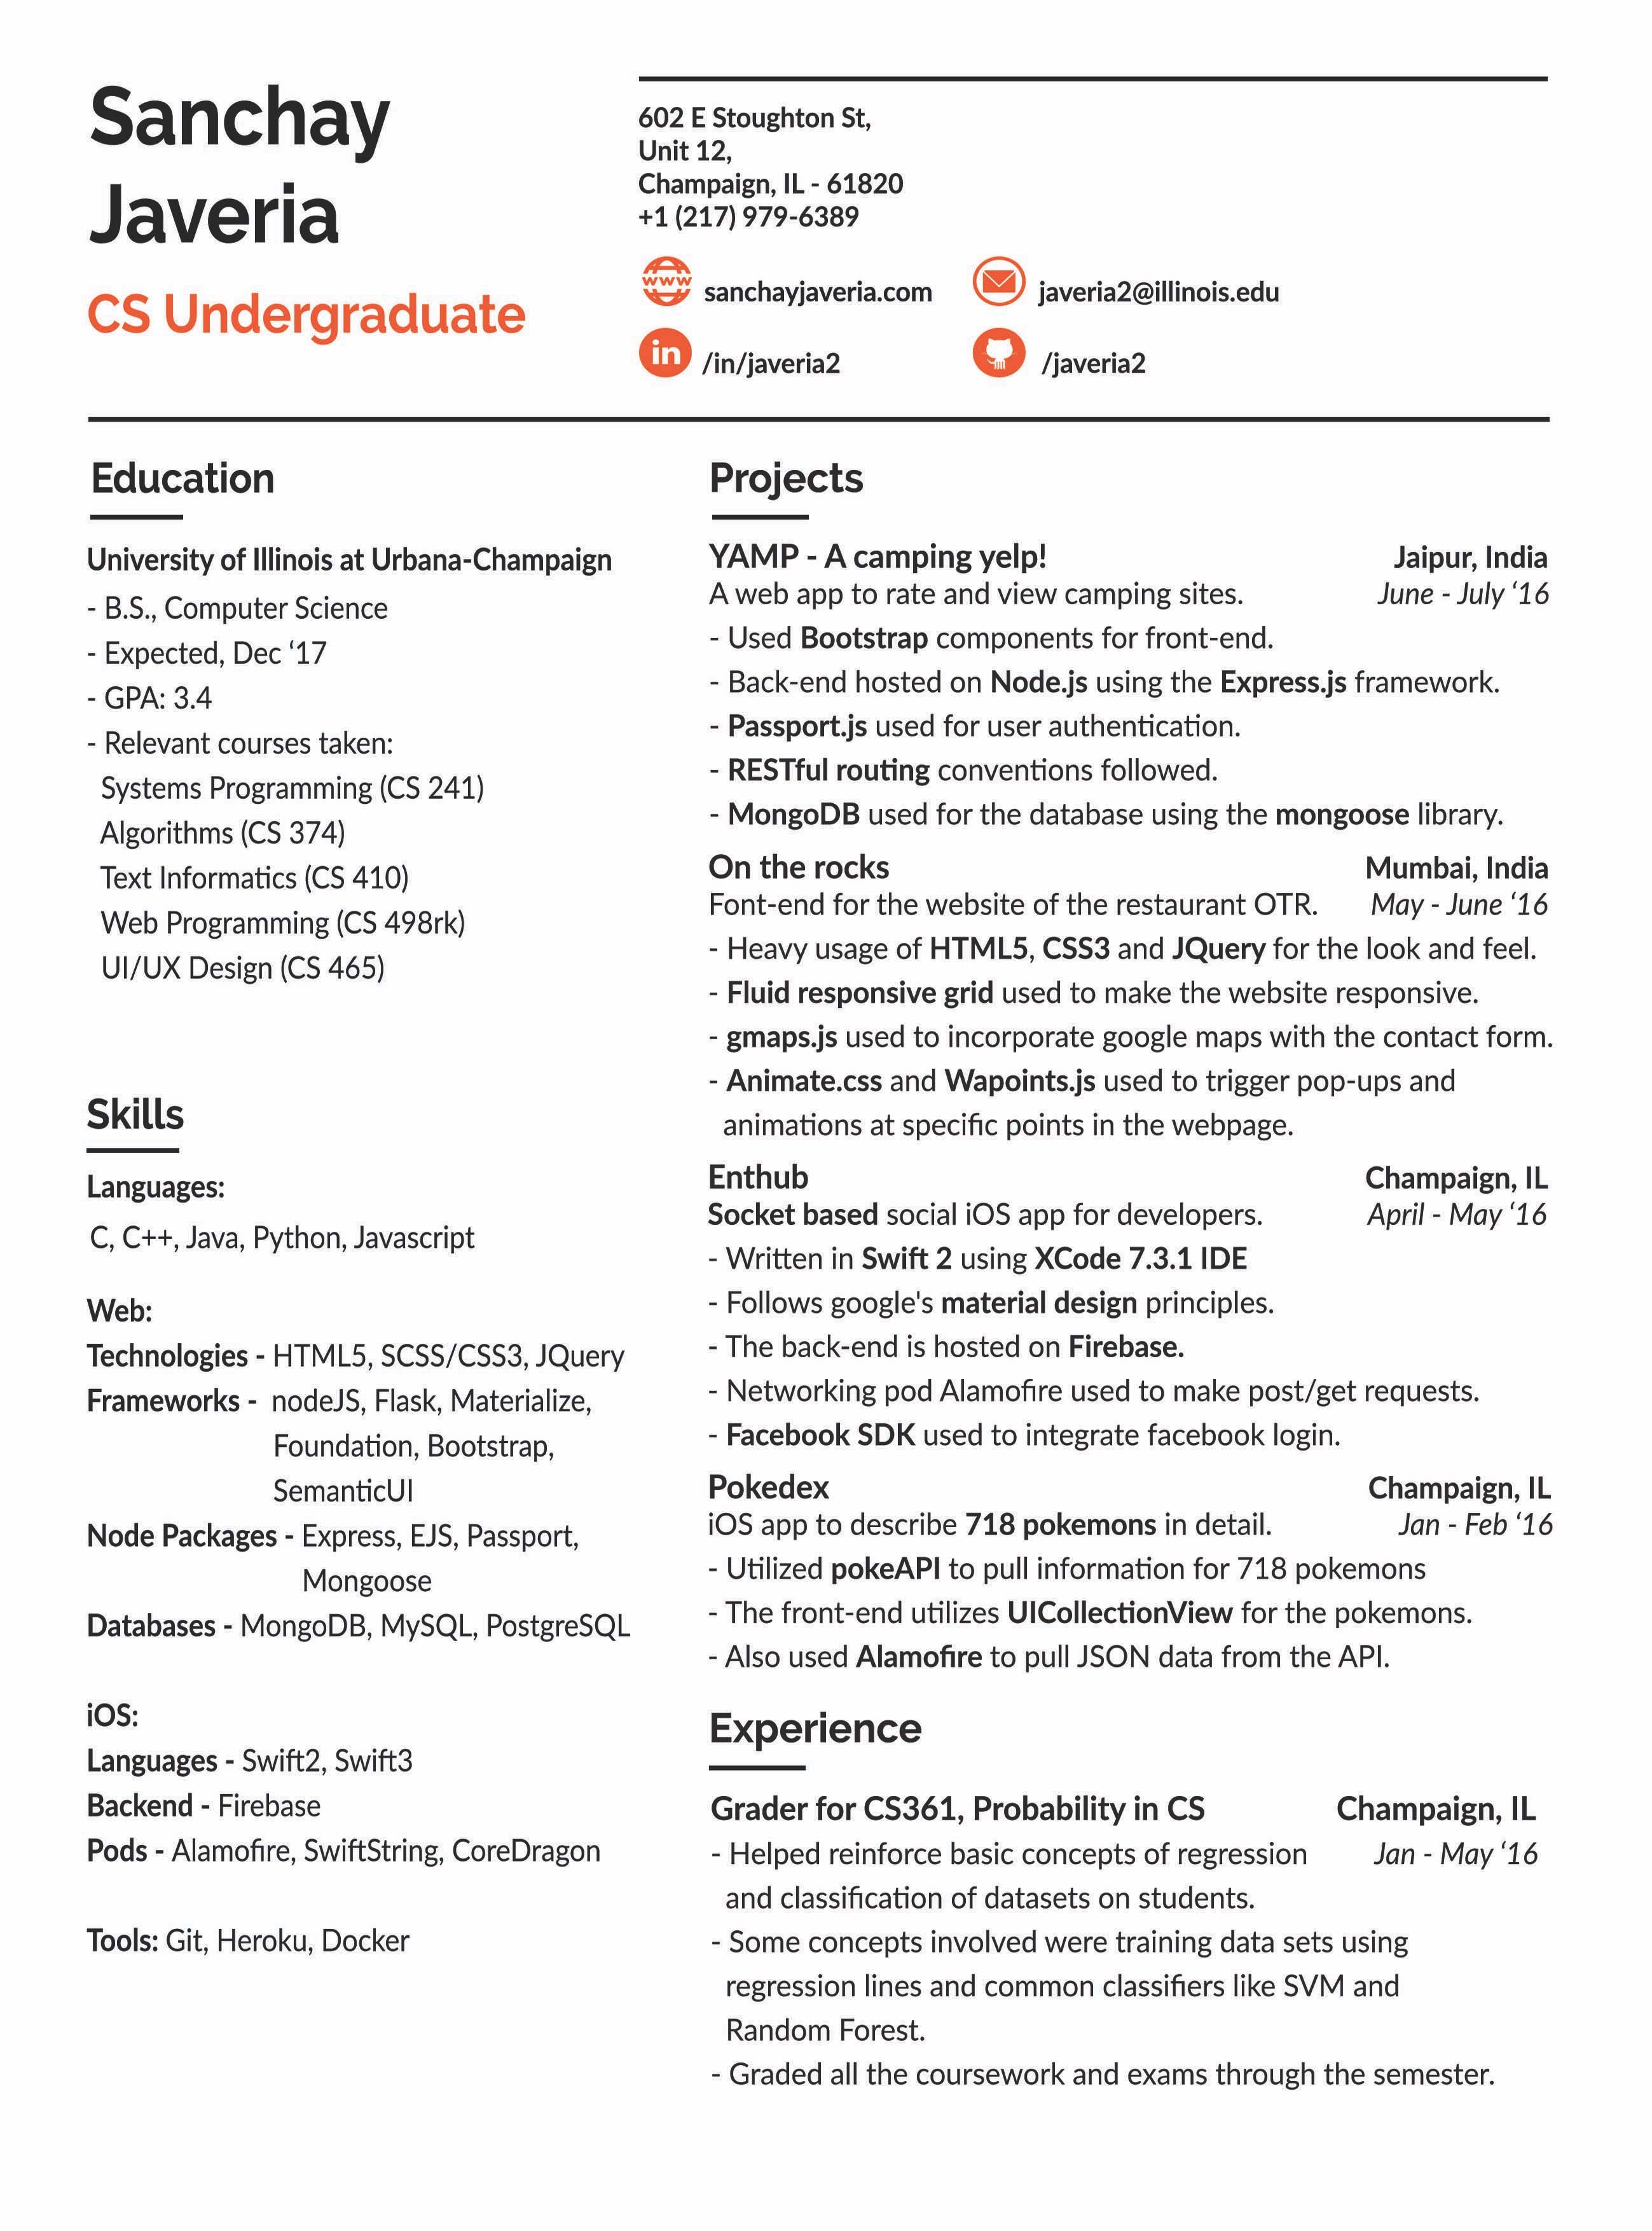 Sanchay
Javeria
CS Undergraduate
602 E Stoughton St,
Unit 12,
Champaign, IL - 61820
+1 (217) 979-6389
www sanchayjaveria.com
javeria2@illinois.edu
in /in/javeria2
/javeria2
Education
University of Illinois at Urbana-Champaign
- B.S., Computer Science
- Expected, Dec ‘17
- GPA: 3.4
- Relevant courses taken:
Systems Programming (CS 241)
Algorithms (CS 374)
Text Informatics (CS 410)
Web Programming (CS 498rk)
UI/UX Design (CS 465)
Skills
Languages:
C, C++, Java, Python, Javascript
Web:
Technologies - HTML5, SCSS/CSS3, JQuery
Frameworks - nodeJS, Flask, Materialize,
Foundation, Bootstrap,
SemanticUI
Node Packages - Express, EJS, Passport,
Mongoose
Databases - MongoDB, MySQL, PostgreSQL
iOS:
Languages - Swift2, Swift3
Backend - Firebase
Pods - Alamofire, SwiftString, CoreDragon
Tools: Git, Heroku, Docker
Projects
YAMP - A camping yelp! Jaipur, India
A web app to rate and view camping sites. June - July ‘16
- Used Bootstrap components for front-end.
- Back-end hosted on Node.js using the Express.js framework.
- Passport.js used for user authentication.
- RESTful routing conventions followed.
- MongoDB used for the database using the mongoose library.
On the rocks Mumbai, India
Font-end for the website of the restaurant OTR. May - June ‘16
- Heavy usage of HTML5, CSS3 and JQuery for the look and feel.
- Fluid responsive grid used to make the website responsive.
- gmaps.js used to incorporate google maps with the contact form.
- Animate.css and Wapoints.js used to trigger pop-ups and
animations at specific points in the webpage.
Enthub Champaign, IL
Socket based social iOS app for developers. April - May ‘16
- Written in Swift 2 using XCode 7.3.1 IDE
- Follows google's material design principles.
- The back-end is hosted on Firebase.
- Networking pod Alamofire used to make post/get requests.
- Facebook SDK used to integrate facebook login.
Pokedex Champaign, IL
iOS app to describe 718 pokemons in detail. Jan - Feb ‘16
- Utilized pokeAPI to pull information for 718 pokemons
- The front-end utilizes UICollectionView for the pokemons.
- Also used Alamofire to pull JSON data from the API.
Experience
Grader for CS361, Probability in CS Champaign, IL
- Helped reinforce basic concepts of regression Jan - May ‘16
and classification of datasets on students.
- Some concepts involved were training data sets using
regression lines and common classifiers like SVM and
Random Forest.
- Graded all the coursework and exams through the semester.